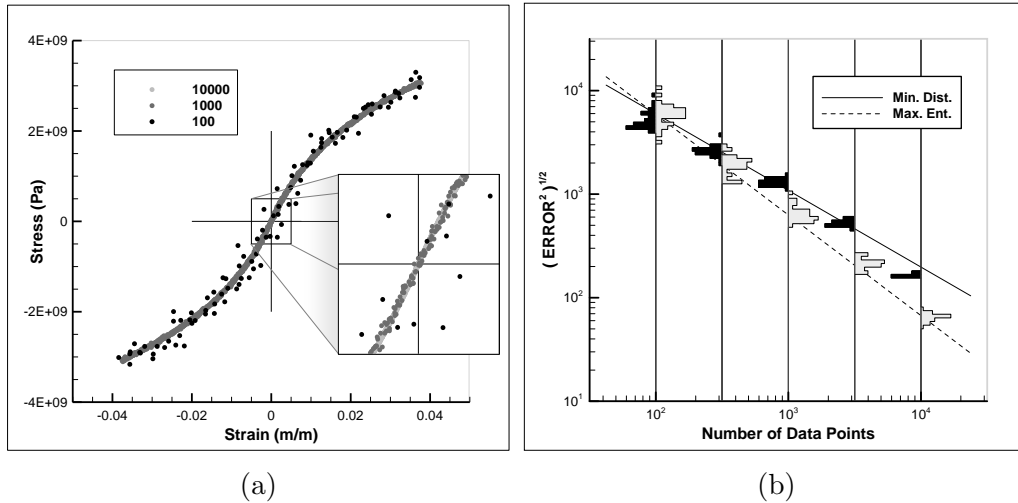 4E+09
2E+09
0
-2E+09
-4E+09
Stress (Pa)
10000
1000
100
-0.04
-0.02
0
0.02
0.04
Strain (m/m)
(a)
10^4
10^3
10^2
10^1
(ERROR^2)^1/2
Min. Dist.
Max. Ent.
10^2
10^3
10^4
Number of Data Points
(b)